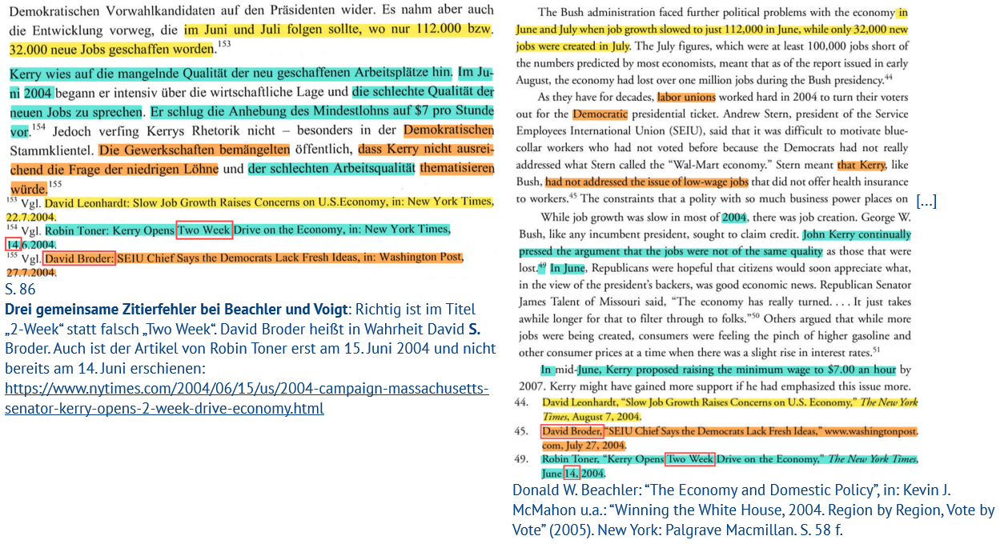 Demokratischen Vorwahlkandidaten auf den Präsidenten wider. Es nahm aber auch
die Entwicklung vorweg, die im Juni und Juli folgen sollte, wo nur 112.000 bzw.
32.000 neue Jobs geschaffen worden.153
Kerry wies auf die mangelnde Qualität der neu geschaffenen Arbeitsplätze hin. Im Ju-
ni 2004 begann er intensiv über die wirtschaftliche Lage und die schlechte Qualität der
neuen Jobs zu sprechen. Er schlug die Anhebung des Mindestlohns auf $7 pro Stunde
vor.154 Jedoch verfing Kerrys Rhetorik nicht – besonders in der Demokratischen
Stammklientel. Die Gewerkschaften bemängelten öffentlich, dass Kerry nicht ausrei-
chend die Frage der niedrigen Löhne und der schlechten Arbeitsqualität thematisieren
würde.155
153 Vgl. David Leonhardt: Slow Job Growth Raises Concerns on U.S.Economy, in: New York Times,
22.7.2004.
154 Vgl. Robin Toner: Kerry Opens Two Week Drive on the Economy, in: New York Times,
14.6.2004.
155 Vgl. David Broder: SEIU Chief Says the Democrats Lack Fresh Ideas, in: Washington Post,
27.7.2004.
S. 86
Drei gemeinsame Zitierfehler bei Beachler und Voigt: Richtig ist im Titel
„2-Week“ statt falsch „Two Week“. David Broder heißt in Wahrheit David S.
Broder. Auch ist der Artikel von Robin Toner erst am 15. Juni 2004 und nicht
bereits am 14. Juni erschienen:
https://www.nytimes.com/2004/06/15/us/2004-campaign-massachusetts-
senator-kerry-opens-2-week-drive-economy.html
The Bush administration faced further political problems with the economy in
June and July when job growth slowed to just 112,000 in June, while only 32,000 new
jobs were created in July. The July figures, which were at least 100,000 jobs short of
the numbers predicted by most economists, meant that as of the report issued in early
August, the economy had lost over one million jobs during the Bush presidency.44
As they have for decades, labor unions worked hard in 2004 to turn their voters
out for the Democratic presidential ticket. Andrew Stern, president of the Service
Employees International Union (SEIU), said that it was difficult to motivate blue-
collar workers who had not voted before because the Democrats had not really
addressed what Stern called the “Wal-Mart economy.” Stern meant that Kerry, like
Bush, had not addressed the issue of low-wage jobs that did not offer health insurance
to workers.45 The constraints that a polity with so much business power places on [...]
While job growth was slow in most of 2004, there was job creation. George W.
Bush, like any incumbent president, sought to claim credit. John Kerry continually
pressed the argument that the jobs were not of the same quality as those that were
lost.49 In June, Republicans were hopeful that citizens would soon appreciate what,
in the view of the president’s backers, was good economic news. Republican Senator
James Talent of Missouri said, “The economy has really turned. . . . It just takes
awhile longer for that to filter through to folks.”50 Others argued that while more
jobs were being created, consumers were feeling the pinch of higher gasoline and
other consumer prices at a time when there was a slight rise in interest rates.51
In mid-June, Kerry proposed raising the minimum wage to $7.00 an hour by
2007. Kerry might have gained more support if he had emphasized this issue more.
44. David Leonhardt, “Slow Job Growth Raises Concerns on U.S. Economy,” The New York
Times, August 7, 2004.
45. David Broder, “SEIU Chief Says the Democrats Lack Fresh Ideas,” www.washingtonpost.
com, July 27, 2004.
49. Robin Toner, “Kerry Opens Two Week Drive on the Economy,” The New York Times,
June 14, 2004.
Donald W. Beachler: “The Economy and Domestic Policy”, in: Kevin J.
McMahon u.a.: “Winning the White House, 2004. Region by Region, Vote by
Vote” (2005). New York: Palgrave Macmillan. S. 58 f.